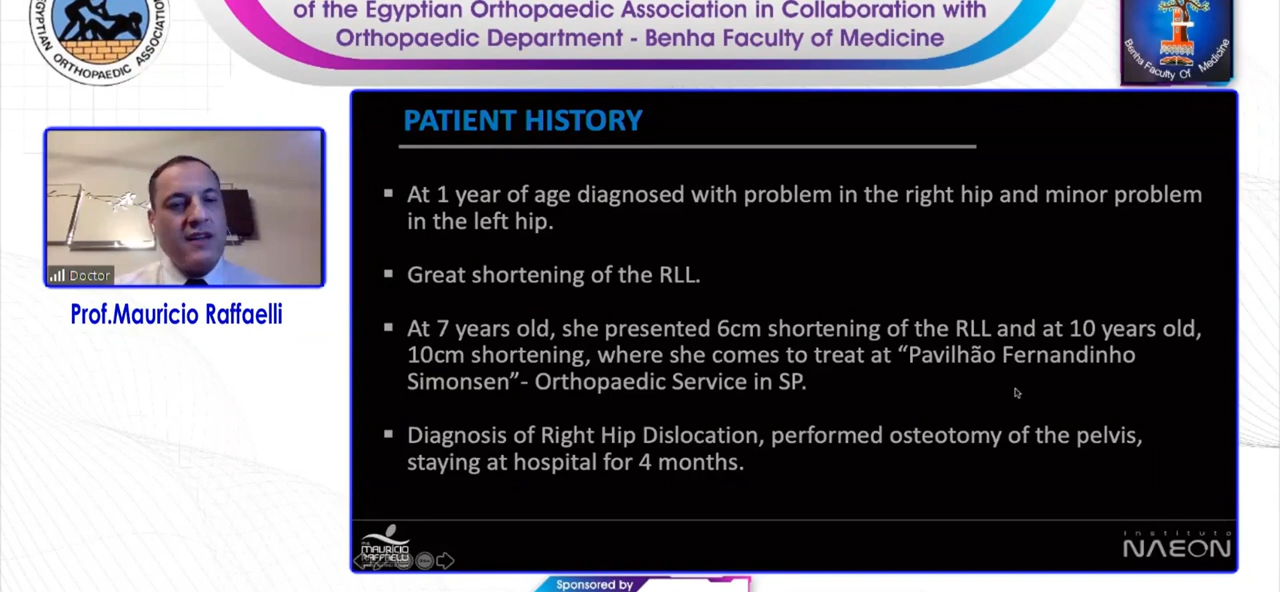 of the Egyptian Orthopaedic Association in Collaboration with
Orthopaedic Department - Benha Faculty of Medicine
EGYPTIAN ORTHOPAEDIC ASSOCIATION
Benha Faculty Of Medicine
PATIENT HISTORY
▪ At 1 year of age diagnosed with problem in the right hip and minor problem
in the left hip.
▪ Great shortening of the RLL.
▪ At 7 years old, she presented 6cm shortening of the RLL and at 10 years old,
10cm shortening, where she comes to treat at “Pavilhão Fernandinho
Simonsen”- Orthopaedic Service in SP.
▪ Diagnosis of Right Hip Dislocation, performed osteotomy of the pelvis,
staying at hospital for 4 months.
Doctor
Prof.Mauricio Raffaelli
MAURICIO
RAFFAELLI
instituto
NAEON
Sponsored by